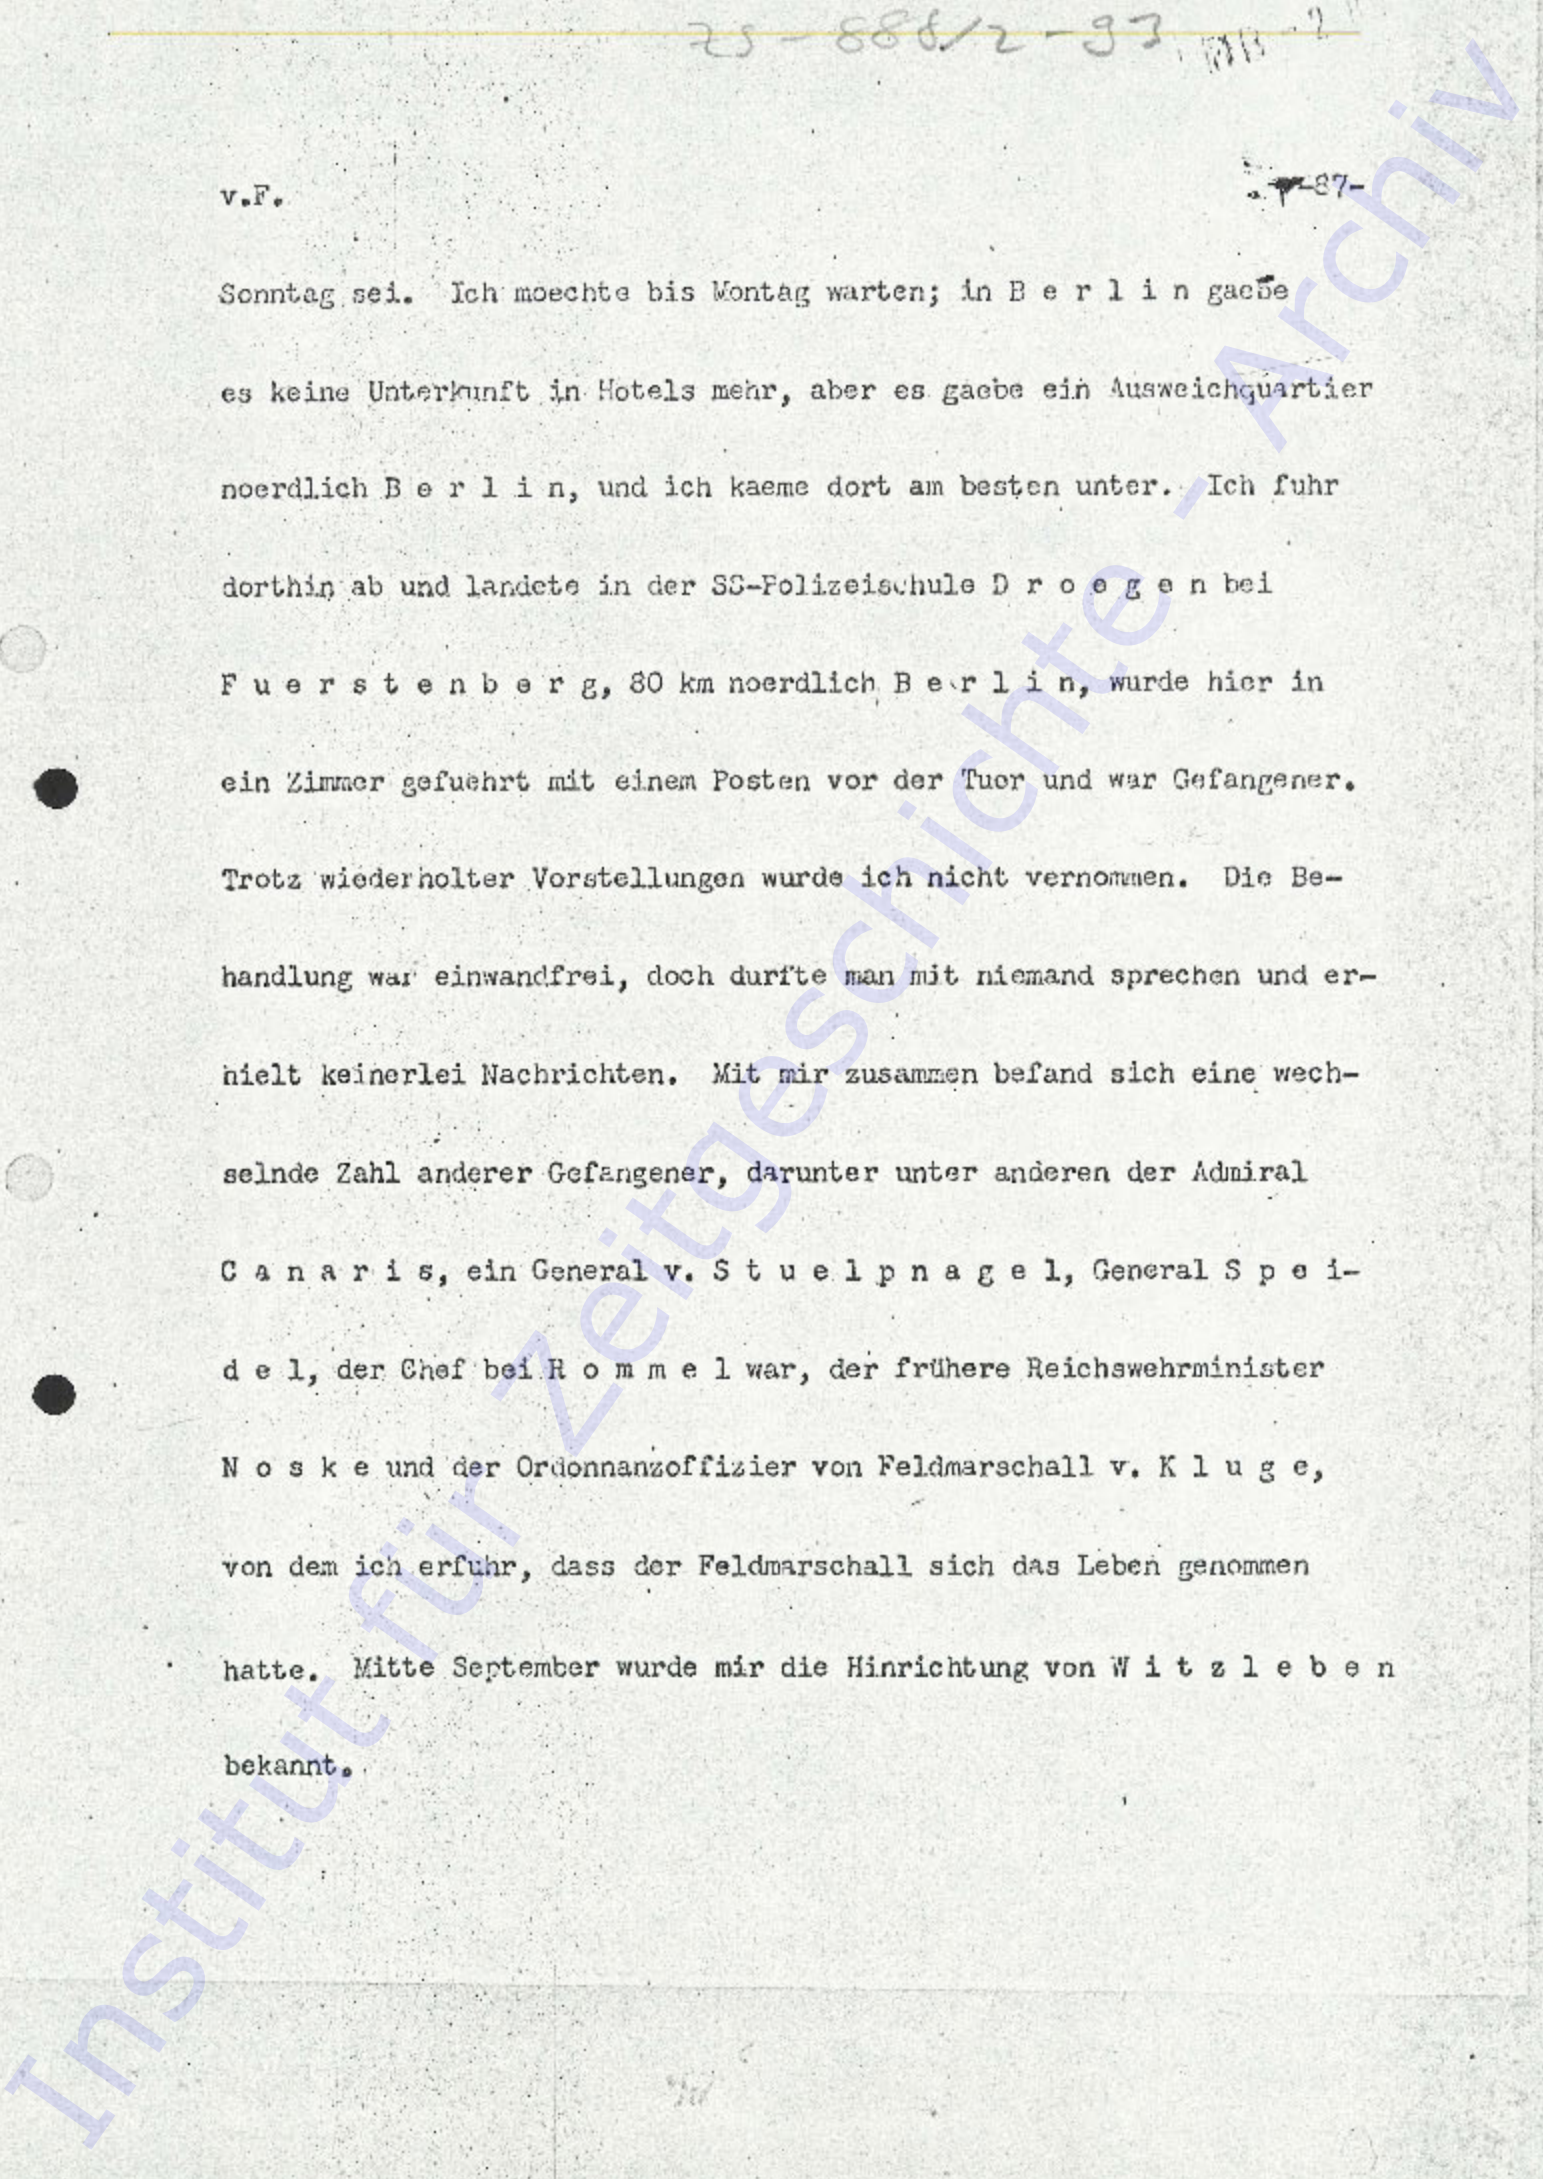 ZS-888/2-93
v.F.
-87-
Sonntag sei. Ich moechte bis Montag warten; in B e r l i n gaebe
es keine Unterkunft in Hotels mehr, aber es gaebe ein Ausweichquartier
noerdlich B e r l i n, und ich kaeme dort am besten unter. Ich fuhr
dorthin ab und landete in der SS-Polizeischule D r o e g e n bei
F u e r s t e n b e r g, 80 km noerdlich B e r l i n, wurde hier in
ein Zimmer gefuehrt mit einem Posten vor der Tuer und war Gefangener.
Trotz wiederholter Vorstellungen wurde ich nicht vernommen. Die Be-
handlung war einwandfrei, doch durfte man mit niemand sprechen und er-
hielt keinerlei Nachrichten. Mit mir zusammen befand sich eine wech-
selnde Zahl anderer Gefangener, darunter unter anderen der Admiral
C a n a r i s, ein General v. S t u e l p n a g e l, General S p e i-
d e l, der Chef bei R o m m e l war, der frühere Reichswehrminister
N o s k e und der Ordonnanzoffizier von Feldmarschall v. K l u g e,
von dem ich erfuhr, dass der Feldmarschall sich das Leben genommen
hatte. Mitte September wurde mir die Hinrichtung von W i t z l e b e n
bekannt.
Institut für Zeitgeschichte - Archiv